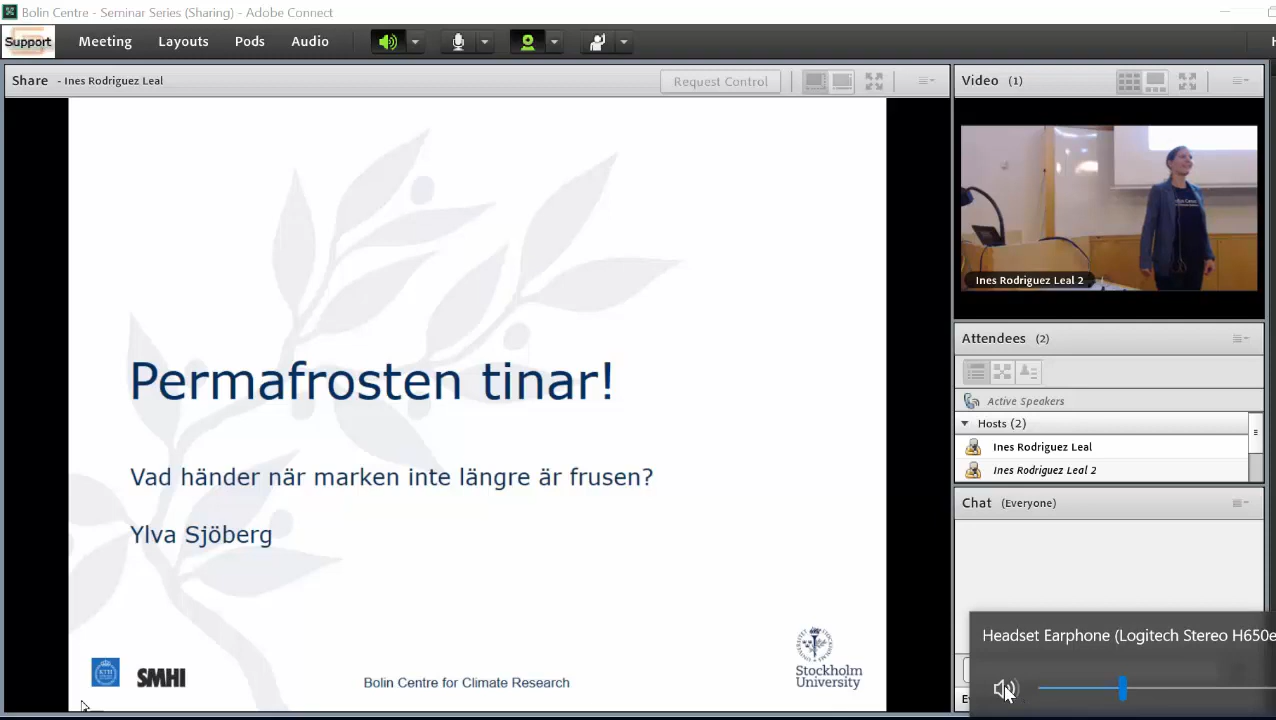 Bolin Centre - Seminar Series (Sharing) - Adobe Connect
Support Meeting Layouts Pods Audio
Share - Ines Rodriguez Leal Request Control
Permafrosten tinar!
Vad händer när marken inte längre är frusen?
Ylva Sjöberg
KTH SMHI
Bolin Centre for Climate Research
Stockholm
University
Video (1)
Ines Rodriguez Leal 2
Attendees (2)
Active Speakers
Hosts (2)
Ines Rodriguez Leal
Ines Rodriguez Leal 2
Chat (Everyone)
Headset Earphone (Logitech Stereo H650e